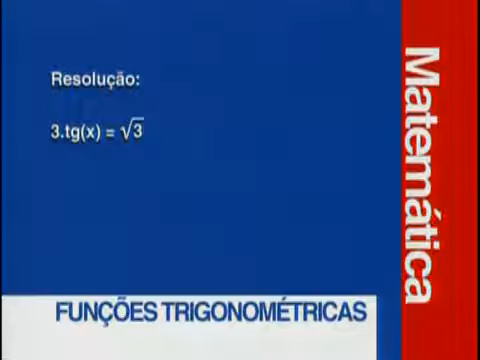 Resolução:
3.tg(x) = √3
FUNÇÕES TRIGONOMÉTRICAS
Matemática